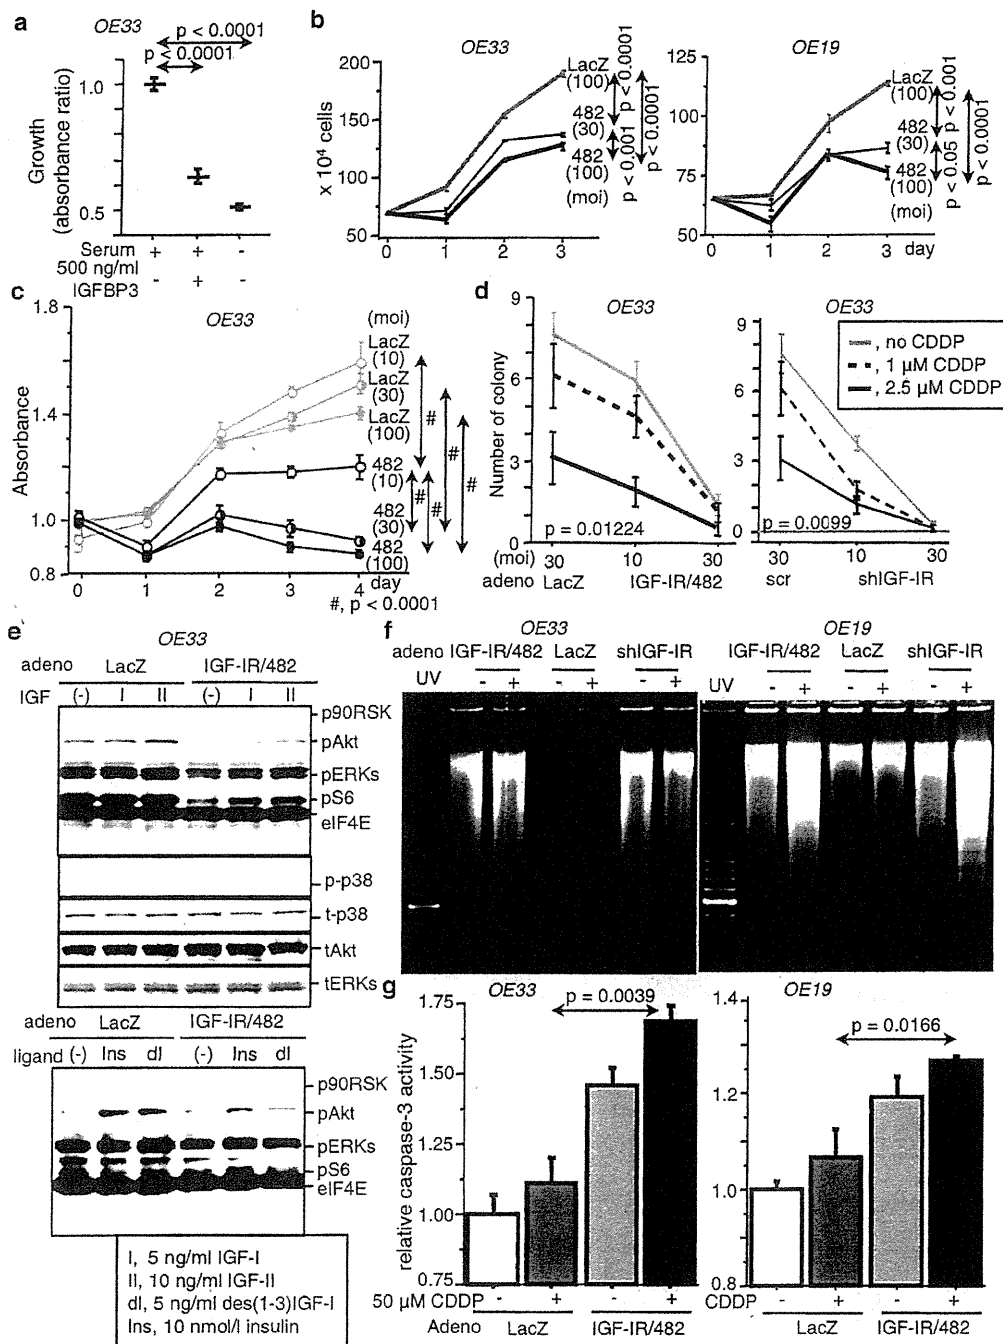 a
OE33
p < 0.0001
p < 0.0001
Growth
(absorbance ratio)
1.0
0.5
Serum + + -
500 ng/ml
IGFBP3 - + -
b
OE33
x 10⁴ cells
200
150
100
50
0 1 2 3
LacZ
(100)
482
(30)
482
(100)
(moi)
p < 0.0001
p < 0.001
p < 0.0001
OE19
125
100
75
50
0 1 2 3 day
LacZ
(100)
482
(30)
482
(100)
(moi)
p < 0.001
p < 0.05
p < 0.0001
c
OE33
Absorbance
1.8
1.4
1.0
0.8
0 1 2 3 4
day
(moi)
LacZ
(10)
LacZ
(30)
LacZ
(100)
482
(10)
482
(30)
482
(100)
# # # # #
#, p < 0.0001
d
OE33
Number of colony
9
6
3
0
p = 0.01224
30 10 30
(moi)
adeno LacZ IGF-IR/482
9
6
3
0
p = 0.0099
30 10 30
scr shIGF-IR
, no CDDP
, 1 μM CDDP
, 2.5 μM CDDP
e
OE33
adeno LacZ IGF-IR/482
IGF (-) I II (-) I II
p90RSK
pAkt
pERKs
pS6
eIF4E
p-p38
t-p38
tAkt
tERKs
adeno LacZ IGF-IR/482
ligand (-) Ins dI (-) Ins dI
p90RSK
pAkt
pERKs
pS6
eIF4E
I, 5 ng/ml IGF-I
II, 10 ng/ml IGF-II
dI, 5 ng/ml des(1-3)IGF-I
Ins, 10 nmol/l insulin
f
OE33
adeno IGF-IR/482 LacZ shIGF-IR
UV - + - + - +
OE19
IGF-IR/482 LacZ shIGF-IR
UV - + - + - +
g
OE33
relative caspase-3 activity
1.75
1.50
1.25
1.00
0.75
p = 0.0039
50 μM CDDP - + - +
Adeno LacZ IGF-IR/482
OE19
1.4
1.2
1.0
0.8
p = 0.0166
CDDP - + - +
LacZ IGF-IR/482